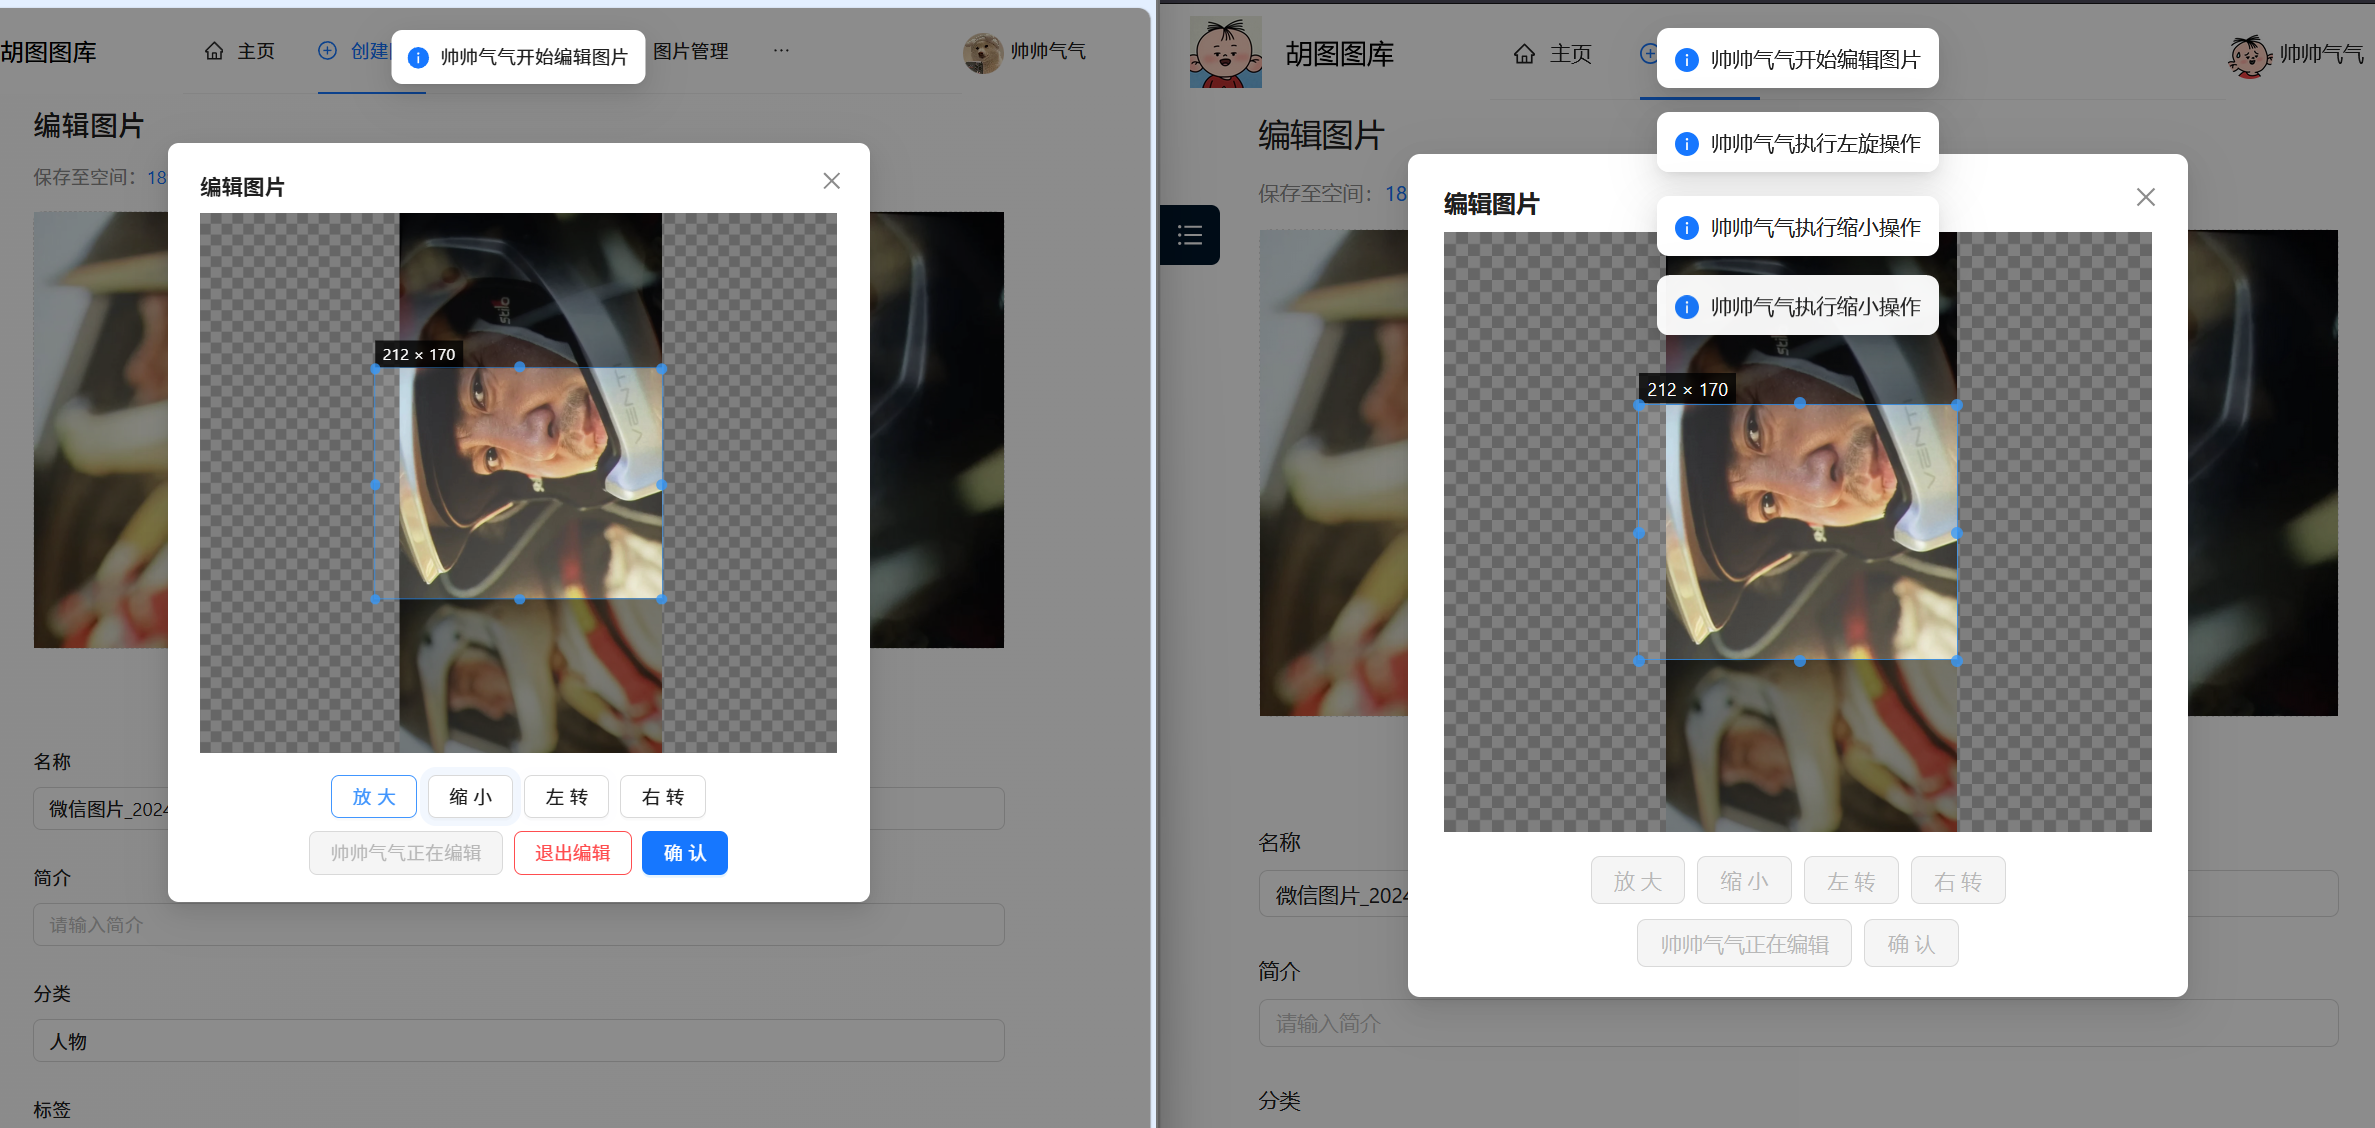 胡图图库
主页
创建
图片管理
···
帅帅气气
帅帅气气开始编辑图片
编辑图片
保存至空间：18
编辑图片
stilo
VENTI
212 × 170
放 大
缩 小
左 转
右 转
帅帅气气正在编辑
退出编辑
确 认
名称
微信图片_2024
简介
请输入简介
分类
人物
标签
胡图图库
主页
帅帅气气
帅帅气气开始编辑图片
帅帅气气执行左旋操作
帅帅气气执行缩小操作
帅帅气气执行缩小操作
编辑图片
保存至空间：18
编辑图片
212 × 170
放 大
缩 小
左 转
右 转
帅帅气气正在编辑
确 认
名称
微信图片_2024
简介
请输入简介
分类